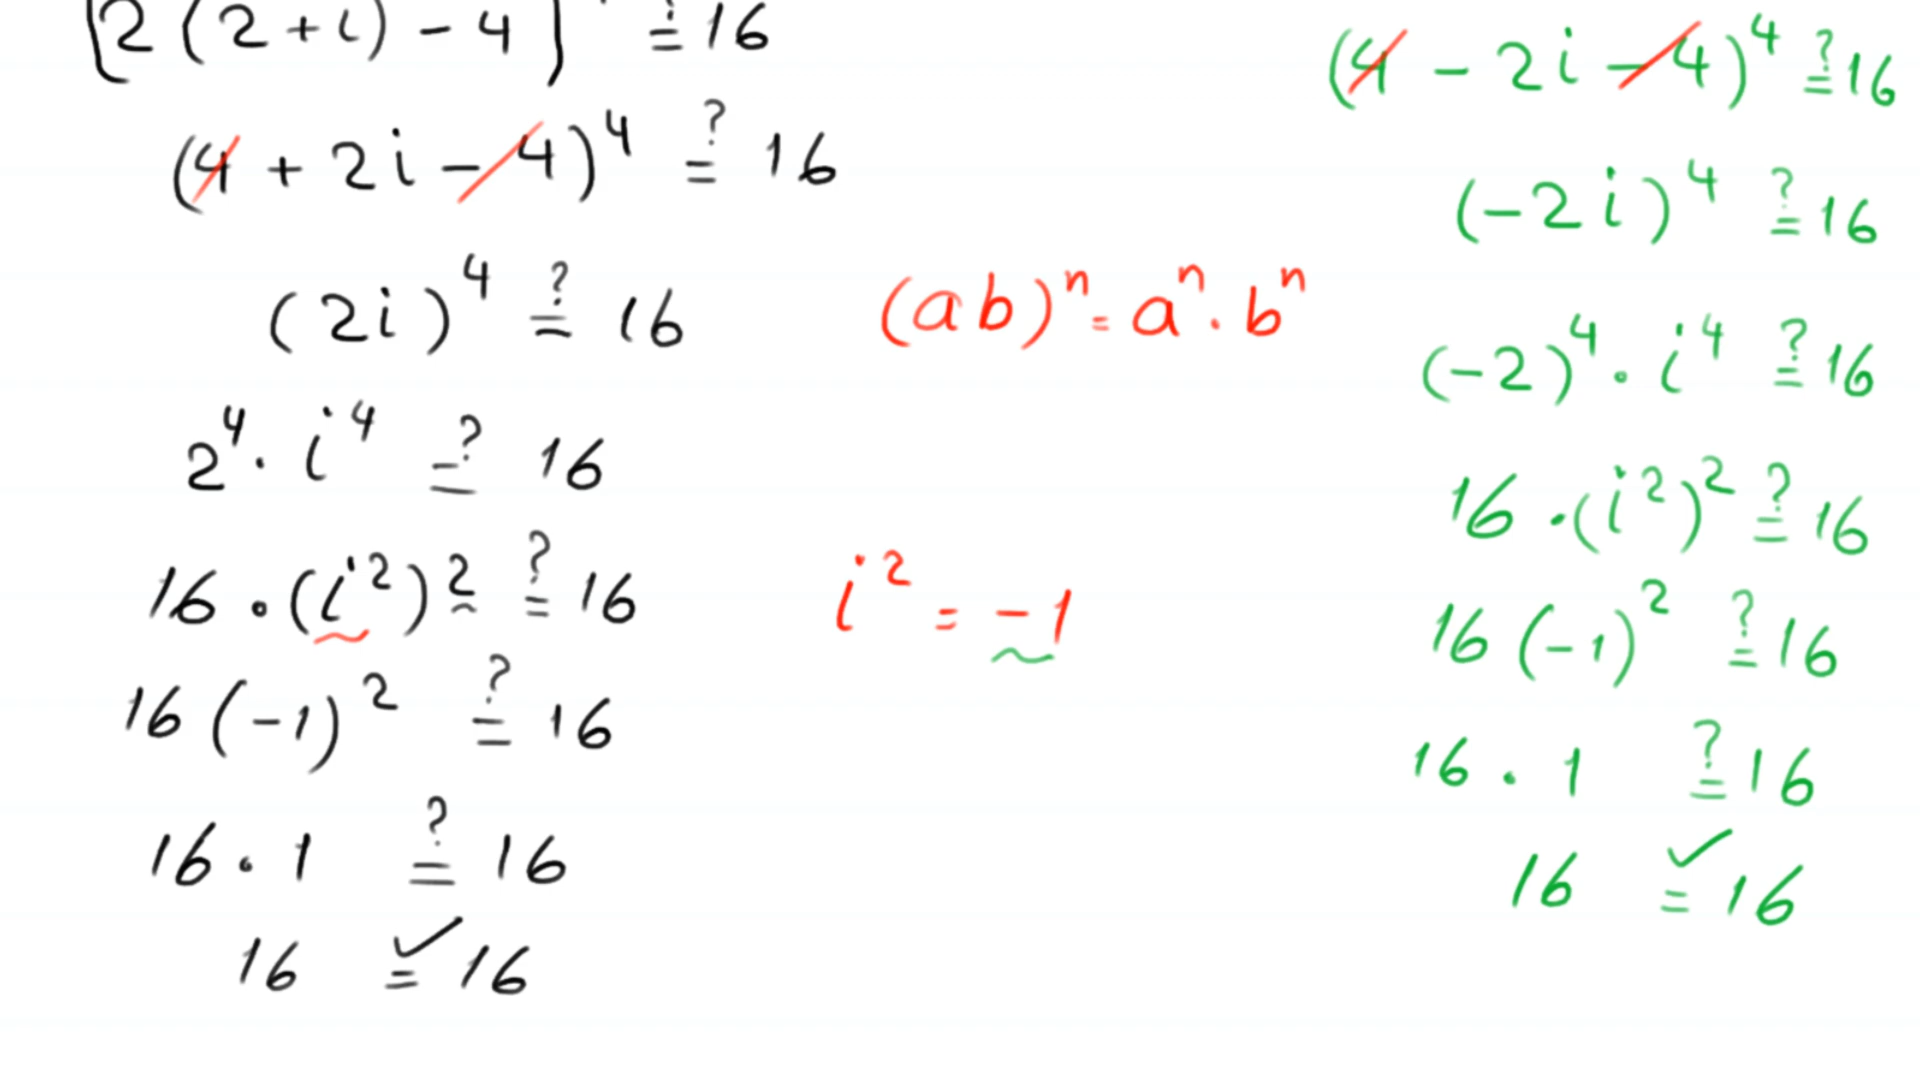 [2 (2 + i) - 4] ≟ 16
(4 + 2i - 4)⁴ ≟ 16
(2i)⁴ ≟ 16
2⁴ · i⁴ ≟ 16
16 · (i²)² ≟ 16
16 (-1)² ≟ 16
16 · 1 ≟ 16
16 =✓ 16
(ab)ⁿ = aⁿ · bⁿ
i² = -1
(4 - 2i - 4)⁴ ≟ 16
(-2i)⁴ ≟ 16
(-2)⁴ · i⁴ ≟ 16
16 · (i²)² ≟ 16
16 (-1)² ≟ 16
16 · 1 ≟ 16
16 =✓ 16